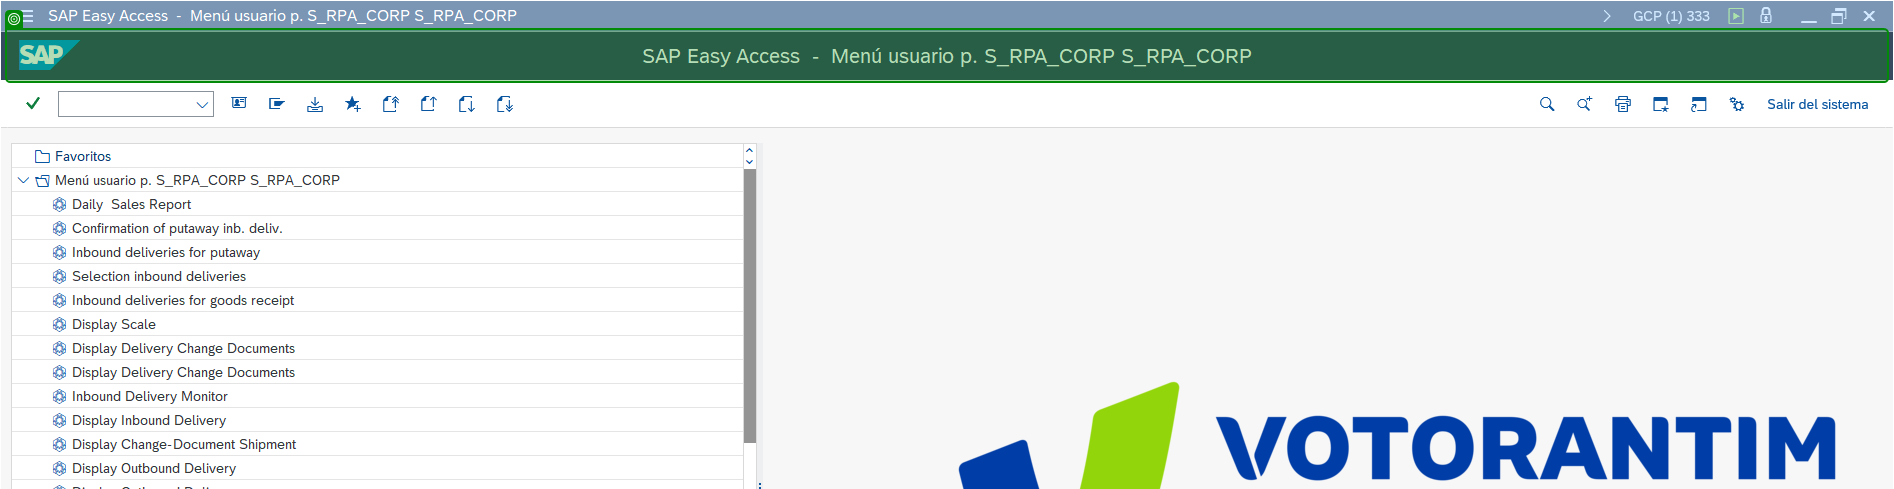 SAP Easy Access - Menú usuario p. S_RPA_CORP S_RPA_CORP
GCP (1) 333
SAP
SAP Easy Access - Menú usuario p. S_RPA_CORP S_RPA_CORP
Salir del sistema
Favoritos
Menú usuario p. S_RPA_CORP S_RPA_CORP
Daily  Sales Report
Confirmation of putaway inb. deliv.
Inbound deliveries for putaway
Selection inbound deliveries
Inbound deliveries for goods receipt
Display Scale
Display Delivery Change Documents
Display Delivery Change Documents
Inbound Delivery Monitor
Display Inbound Delivery
Display Change-Document Shipment
Display Outbound Delivery
VOTORANTIM